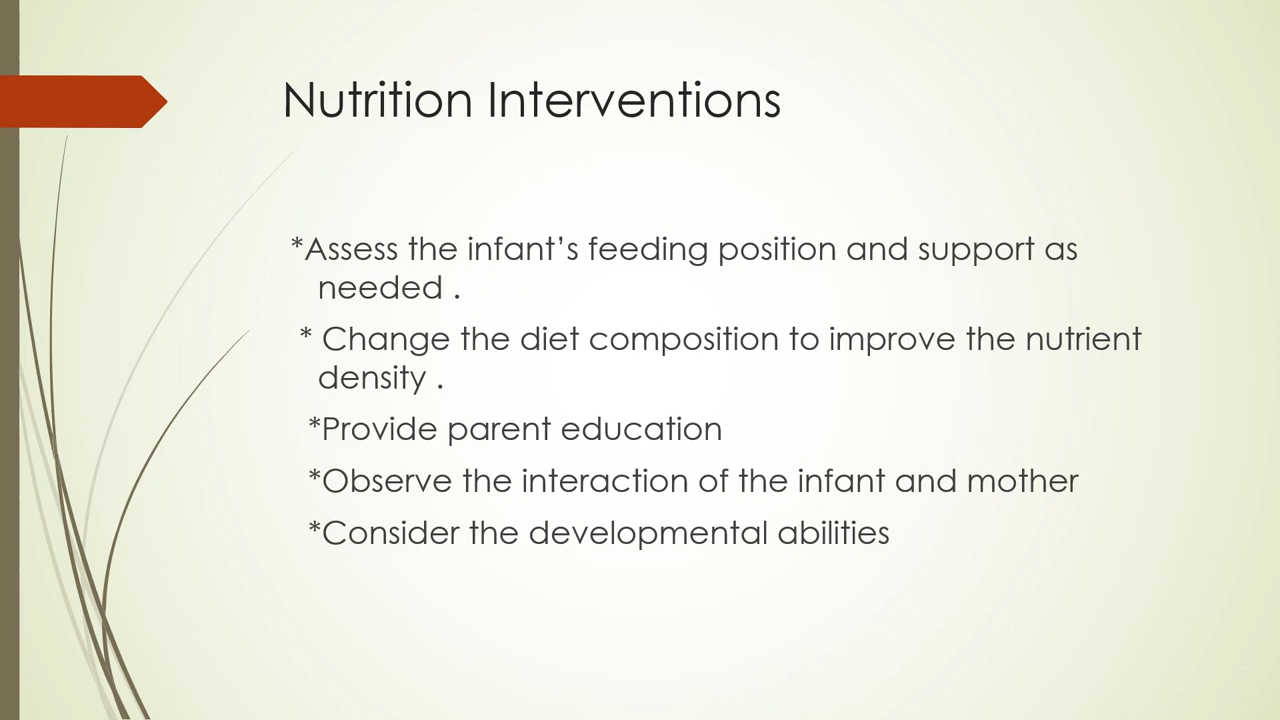 Nutrition Interventions
*Assess the infant’s feeding position and support as
needed .
* Change the diet composition to improve the nutrient
density .
*Provide parent education
*Observe the interaction of the infant and mother
*Consider the developmental abilities